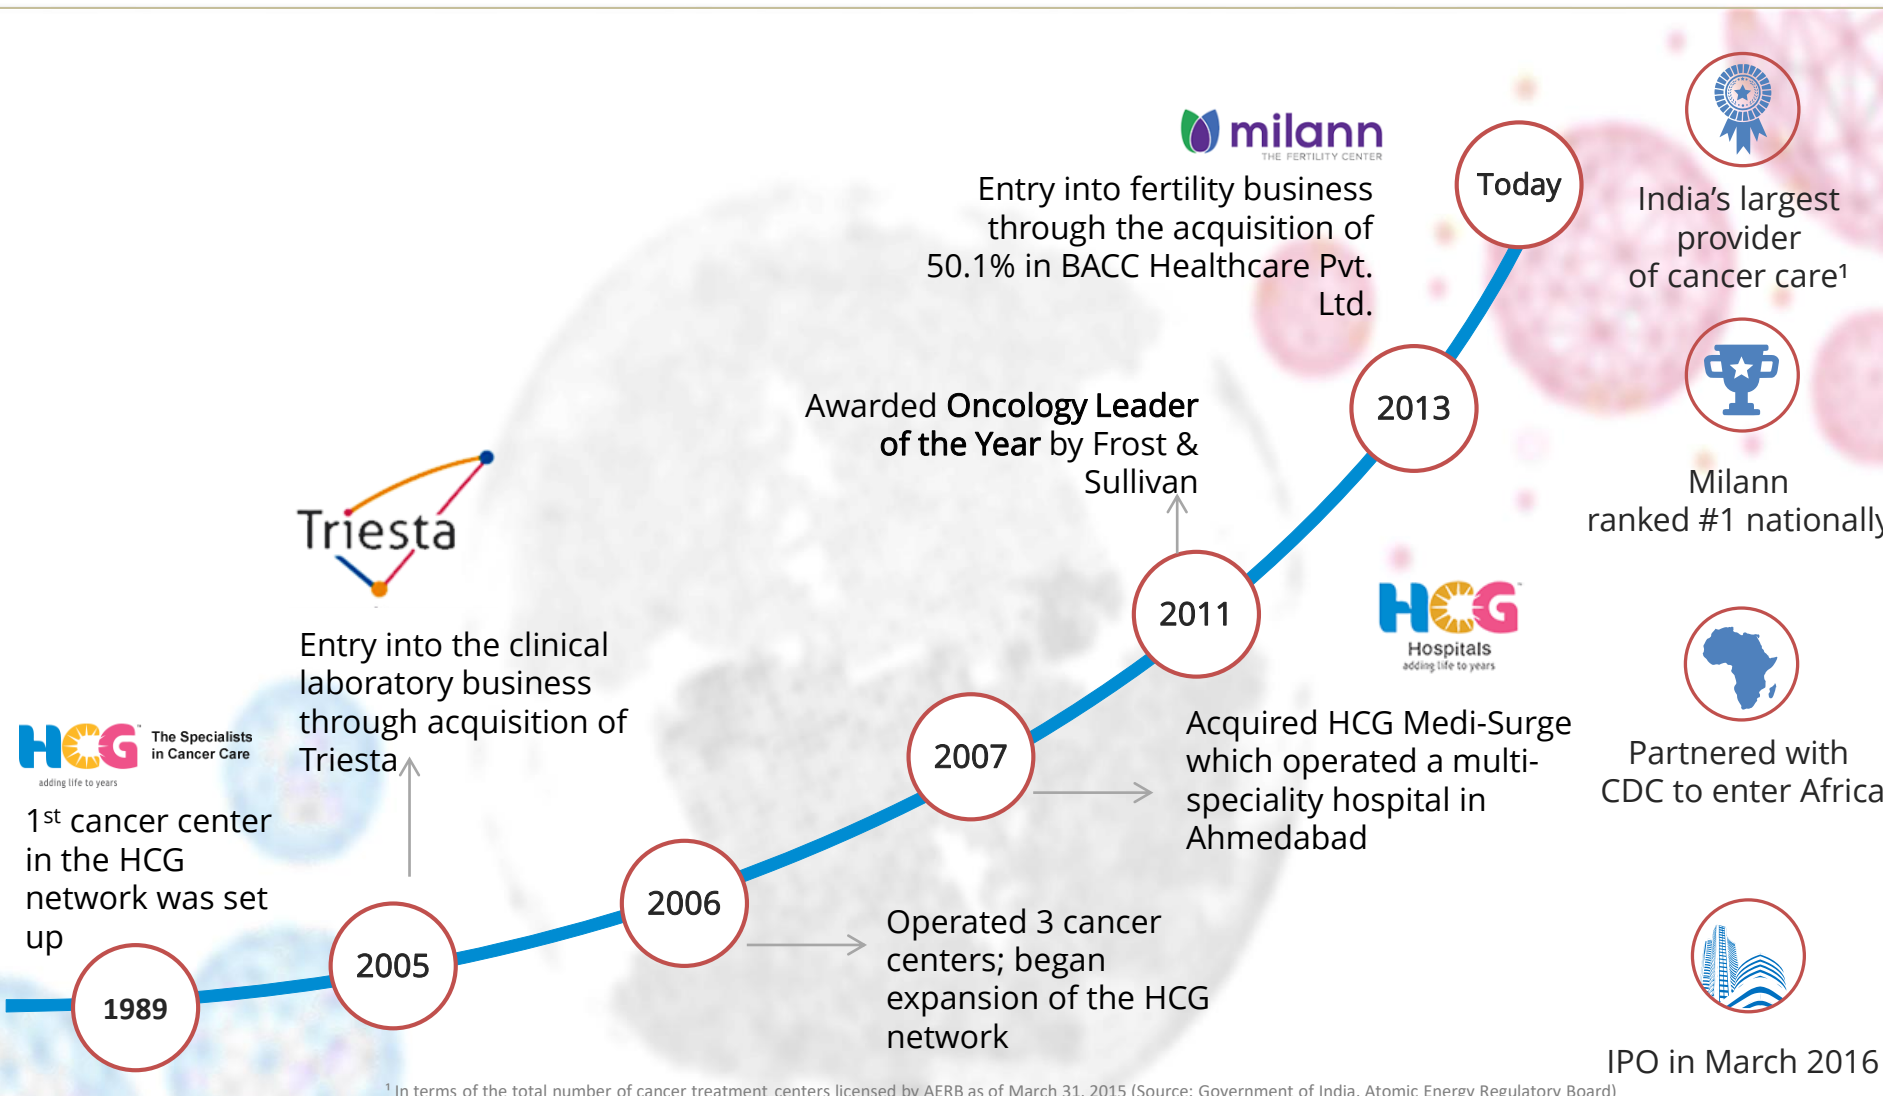 HCG
The Specialists
in Cancer Care
adding life to years
1st cancer center
in the HCG
network was set
up
1989
Triesta
Entry into the clinical
laboratory business
through acquisition of
Triesta
2005
2006
Operated 3 cancer
centers; began
expansion of the HCG
network
2007
HCG
Hospitals
adding life to years
Acquired HCG Medi-Surge
which operated a multi-
speciality hospital in
Ahmedabad
Awarded Oncology Leader
of the Year by Frost &
Sullivan
2011
milann
THE FERTILITY CENTER
Entry into fertility business
through the acquisition of
50.1% in BACC Healthcare Pvt.
Ltd.
2013
Today
India’s largest
provider
of cancer care¹
Milann
ranked #1 nationally
Partnered with
CDC to enter Africa
IPO in March 2016
¹ In terms of the total number of cancer treatment centers licensed by AERB as of March 31, 2015 (Source: Government of India, Atomic Energy Regulatory Board)